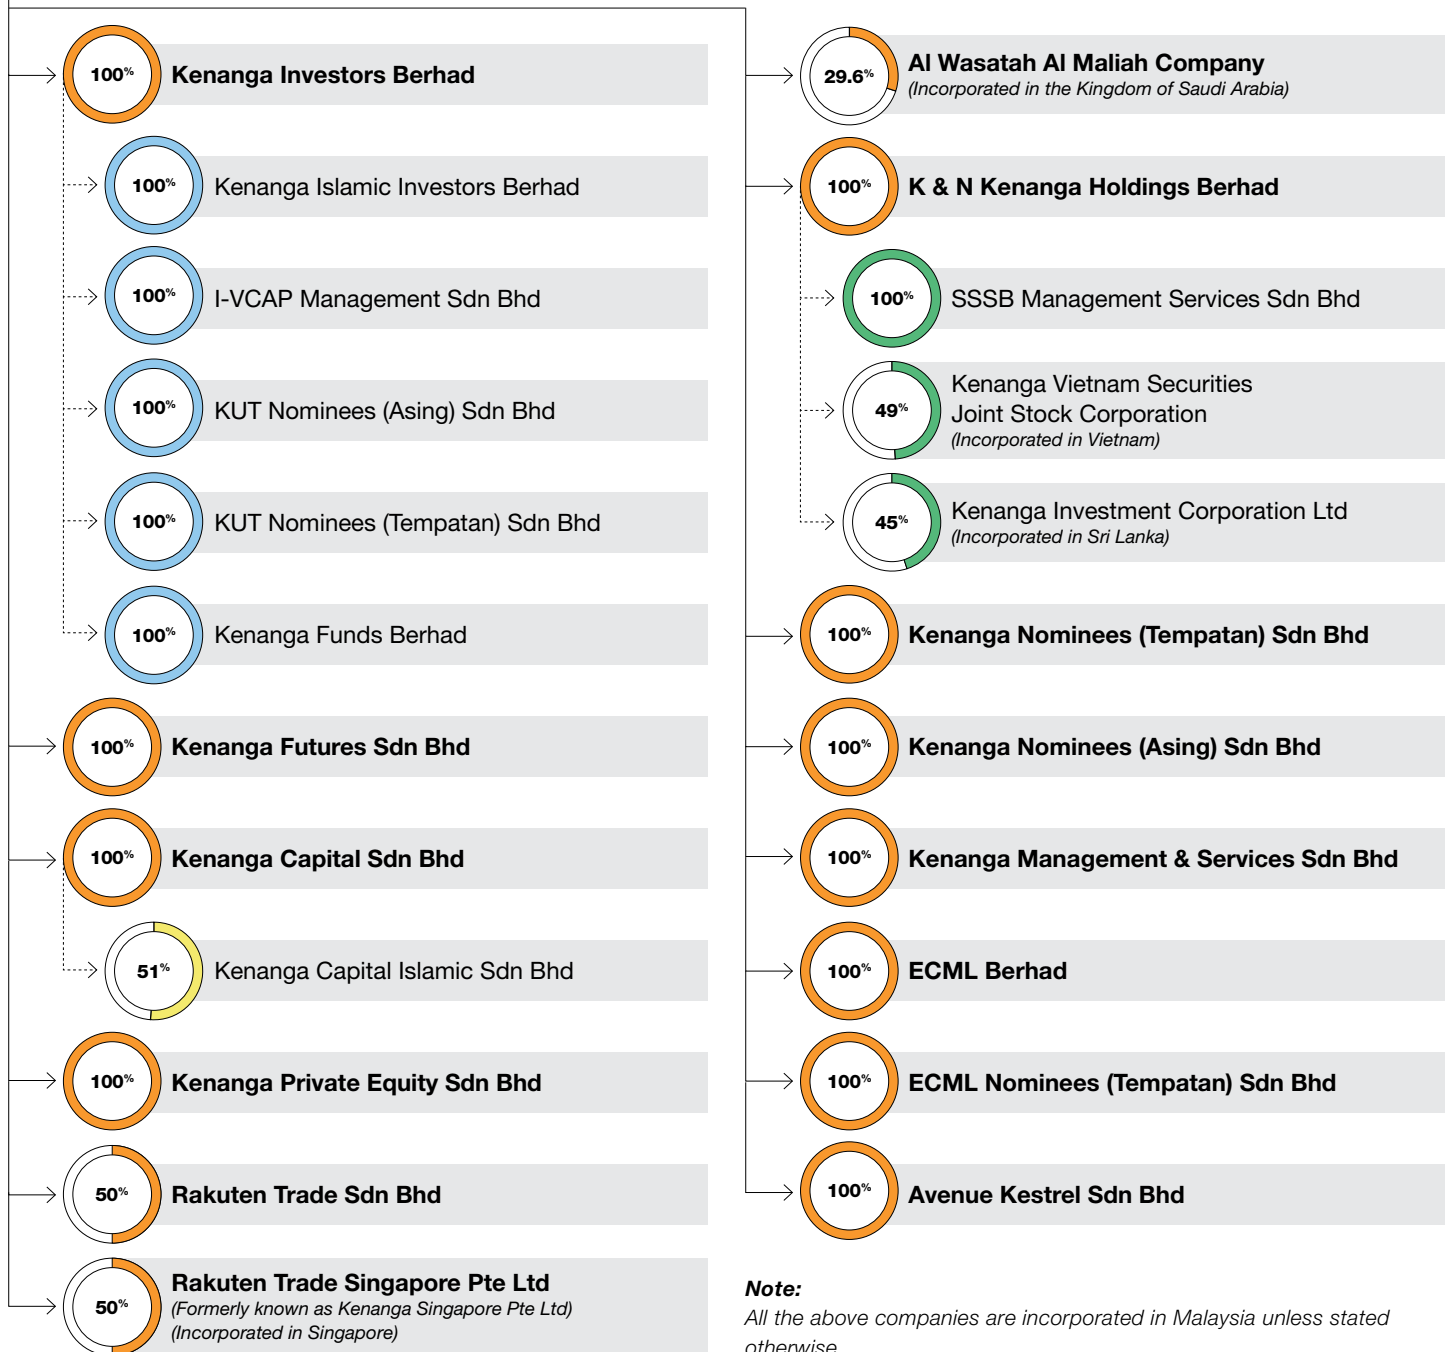 100% Kenanga Investors Berhad
100% Kenanga Islamic Investors Berhad
100% I-VCAP Management Sdn Bhd
100% KUT Nominees (Asing) Sdn Bhd
100% KUT Nominees (Tempatan) Sdn Bhd
100% Kenanga Funds Berhad
100% Kenanga Futures Sdn Bhd
100% Kenanga Capital Sdn Bhd
51% Kenanga Capital Islamic Sdn Bhd
100% Kenanga Private Equity Sdn Bhd
50% Rakuten Trade Sdn Bhd
50% Rakuten Trade Singapore Pte Ltd
(Formerly known as Kenanga Singapore Pte Ltd)
(Incorporated in Singapore)
29.6% Al Wasatah Al Maliah Company
(Incorporated in the Kingdom of Saudi Arabia)
100% K & N Kenanga Holdings Berhad
100% SSSB Management Services Sdn Bhd
49% Kenanga Vietnam Securities
Joint Stock Corporation
(Incorporated in Vietnam)
45% Kenanga Investment Corporation Ltd
(Incorporated in Sri Lanka)
100% Kenanga Nominees (Tempatan) Sdn Bhd
100% Kenanga Nominees (Asing) Sdn Bhd
100% Kenanga Management & Services Sdn Bhd
100% ECML Berhad
100% ECML Nominees (Tempatan) Sdn Bhd
100% Avenue Kestrel Sdn Bhd
Note:
All the above companies are incorporated in Malaysia unless stated
otherwise